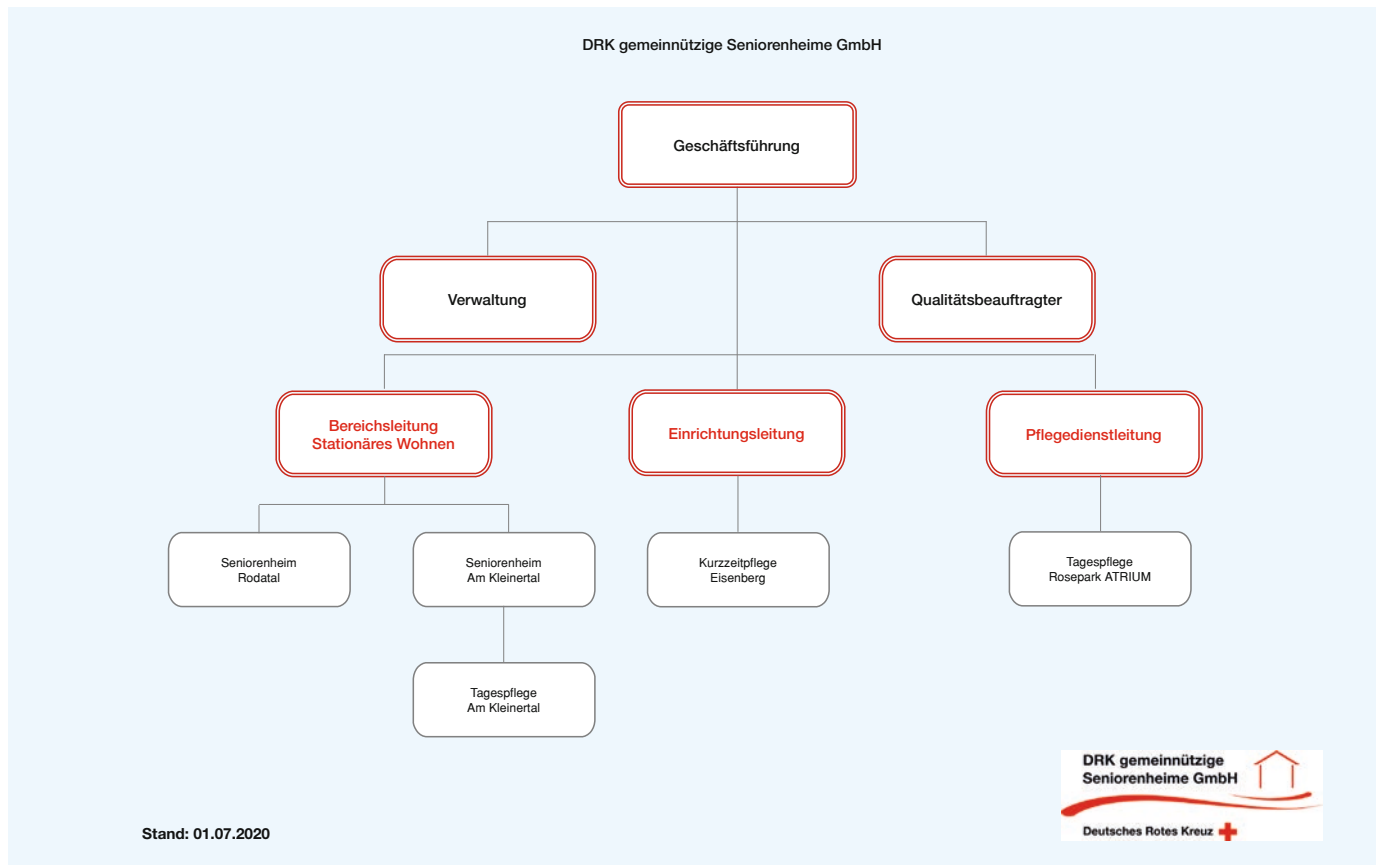 DRK gemeinnützige Seniorenheime GmbH
Geschäftsführung
Verwaltung
Qualitätsbeauftragter
Bereichsleitung
Stationäres Wohnen
Einrichtungsleitung
Pflegedienstleitung
Seniorenheim
Rodatal
Seniorenheim
Am Kleinertal
Kurzzeitpflege
Eisenberg
Tagespflege
Rosepark ATRIUM
Tagespflege
Am Kleinertal
DRK gemeinnützige
Seniorenheime GmbH
Deutsches Rotes Kreuz
Stand: 01.07.2020